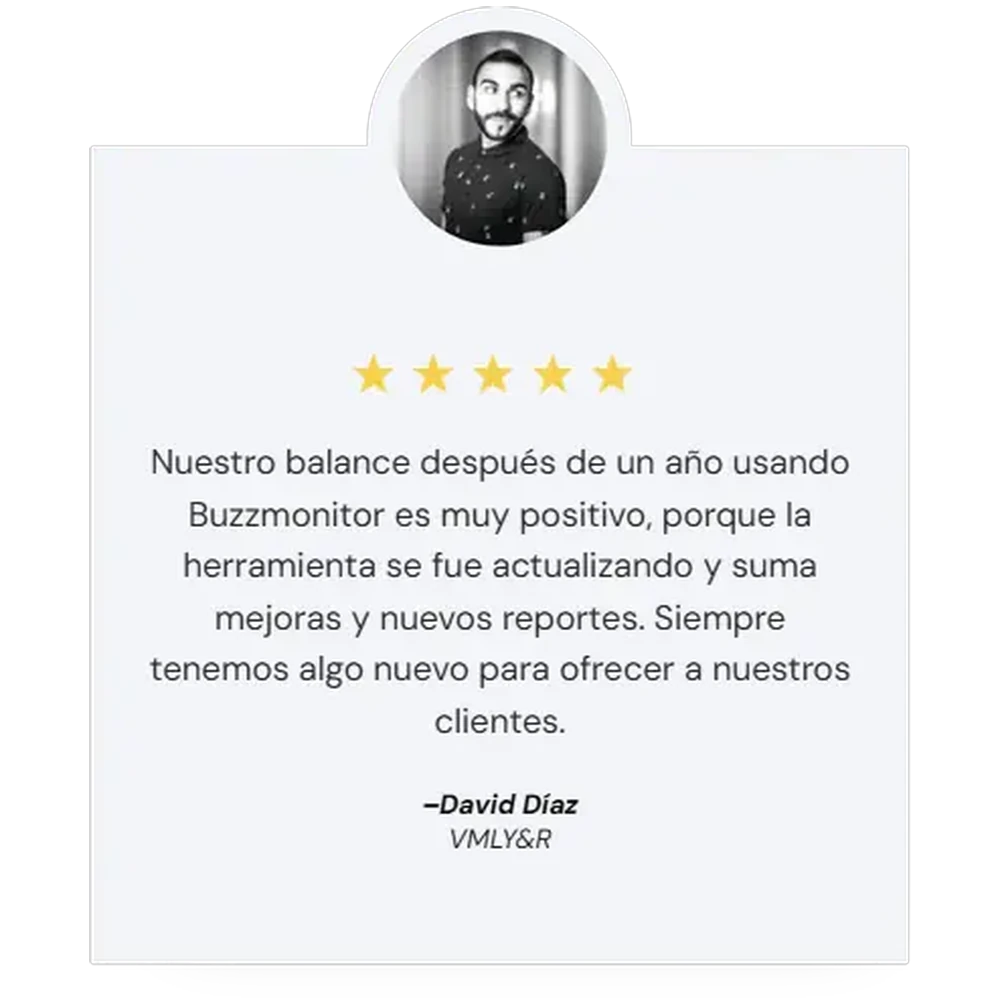 Nuestro balance después de un año usando
Buzzmonitor es muy positivo, porque la
herramienta se fue actualizando y suma
mejoras y nuevos reportes. Siempre
tenemos algo nuevo para ofrecer a nuestros
clientes.
–David Díaz
VMLY&R